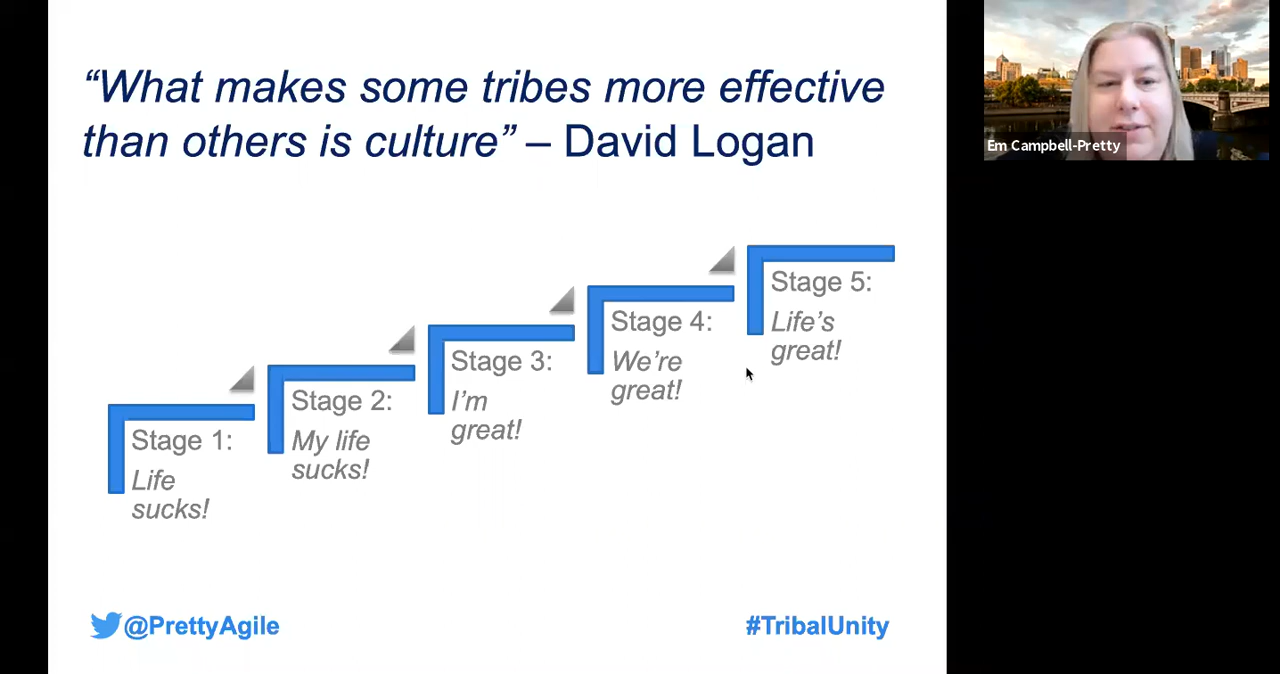 “What makes some tribes more effective
than others is culture” – David Logan
Em Campbell-Pretty
Stage 1:
Life
sucks!
Stage 2:
My life
sucks!
Stage 3:
I’m
great!
Stage 4:
We’re
great!
Stage 5:
Life’s
great!
@PrettyAgile
#TribalUnity